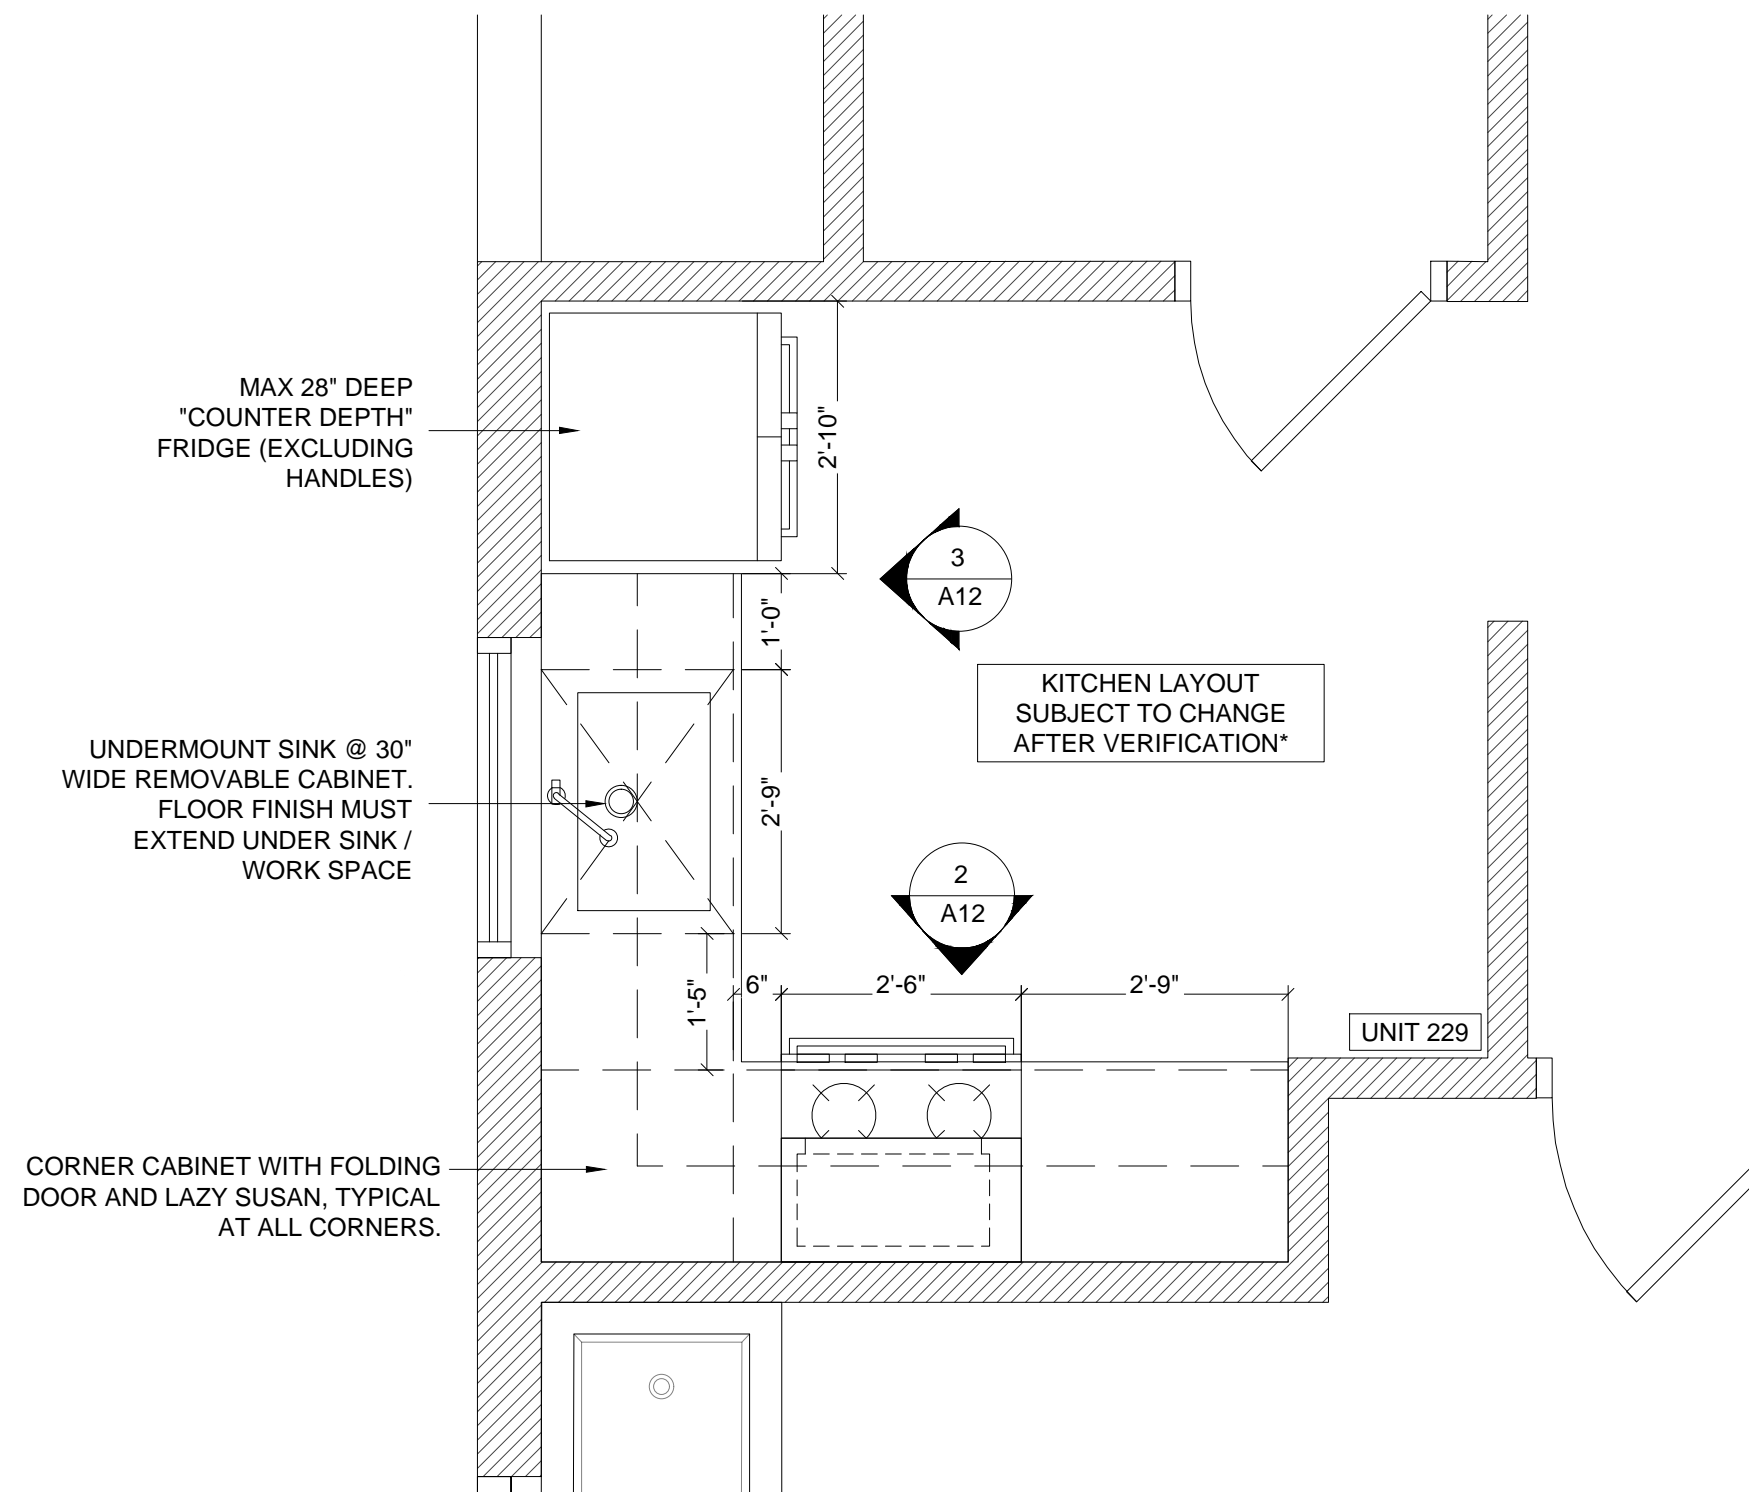 MAX 28" DEEP
"COUNTER DEPTH"
FRIDGE (EXCLUDING
HANDLES)
2'-10"
3
A12
1'-0"
KITCHEN LAYOUT
SUBJECT TO CHANGE
AFTER VERIFICATION*
UNDERMOUNT SINK @ 30"
WIDE REMOVABLE CABINET.
FLOOR FINISH MUST
EXTEND UNDER SINK /
WORK SPACE
2'-9"
2
A12
1'-5"
6"
2'-6"
2'-9"
UNIT 229
CORNER CABINET WITH FOLDING
DOOR AND LAZY SUSAN, TYPICAL
AT ALL CORNERS.